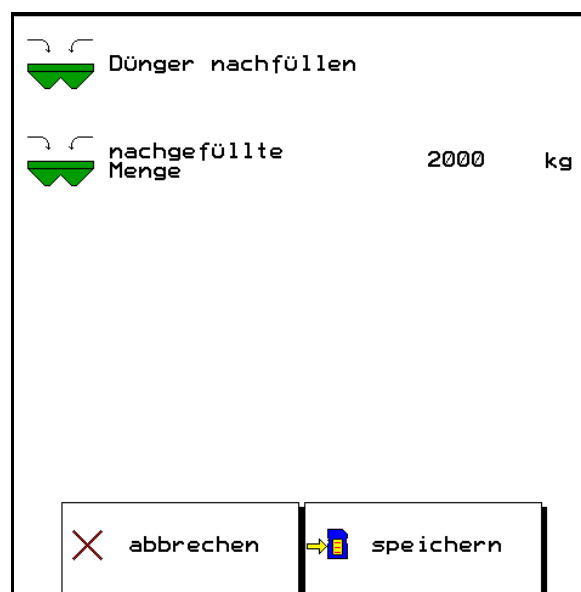 Dünger nachfüllen
nachgefüllte
Menge
2000 kg
abbrechen
speichern